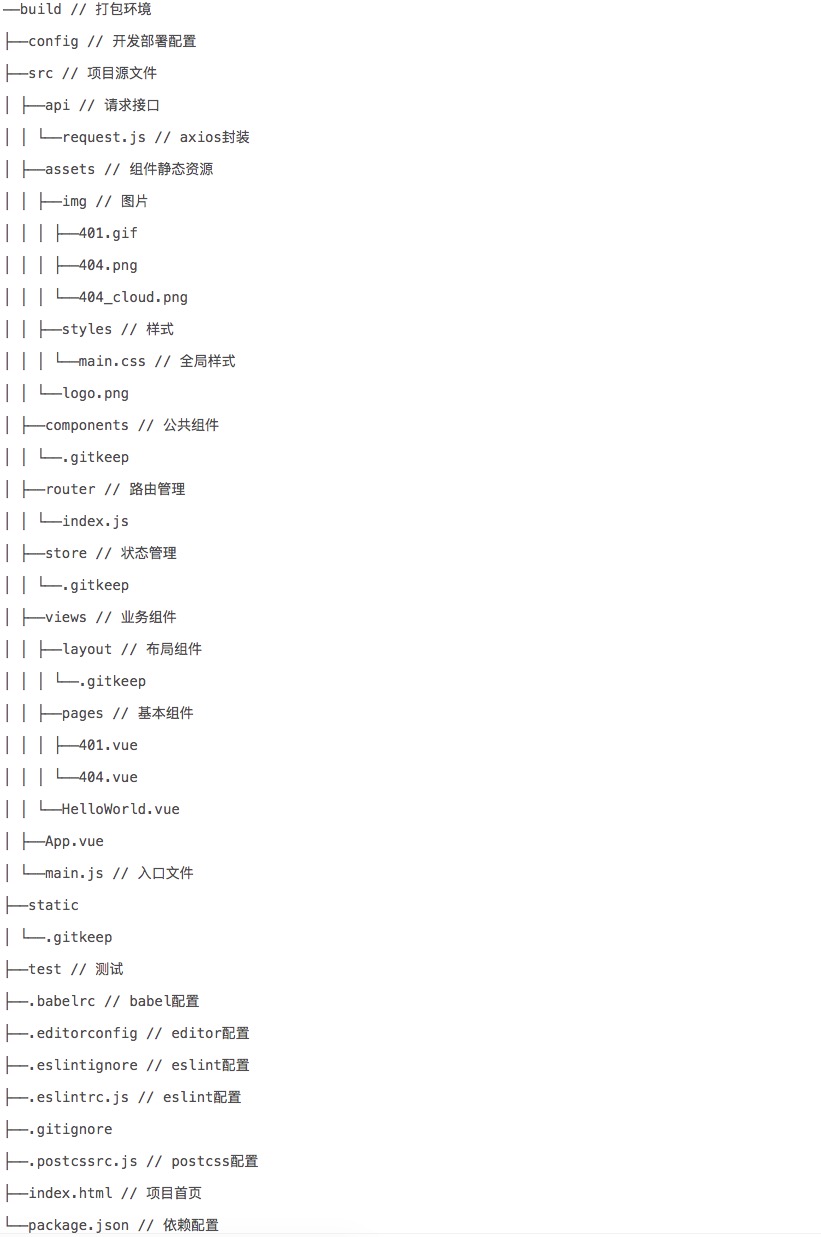 ——build // 打包环境
├──config // 开发部署配置
├──src // 项目源文件
│ ├──api // 请求接口
│ │ └──request.js // axios封装
│ ├──assets // 组件静态资源
│ │ ├──img // 图片
│ │ │ ├──401.gif
│ │ │ ├──404.png
│ │ │ └──404_cloud.png
│ │ ├──styles // 样式
│ │ │ └──main.css // 全局样式
│ │ └──logo.png
│ ├──components // 公共组件
│ │ └──.gitkeep
│ ├──router // 路由管理
│ │ └──index.js
│ ├──store // 状态管理
│ │ └──.gitkeep
│ ├──views // 业务组件
│ │ ├──layout // 布局组件
│ │ │ └──.gitkeep
│ │ ├──pages // 基本组件
│ │ │ ├──401.vue
│ │ │ └──404.vue
│ │ └──HelloWorld.vue
│ ├──App.vue
│ └──main.js // 入口文件
├──static
│ └──.gitkeep
├──test // 测试
├──.babelrc // babel配置
├──.editorconfig // editor配置
├──.eslintignore // eslint配置
├──.eslintrc.js // eslint配置
├──.gitignore
├──.postcssrc.js // postcss配置
├──index.html // 项目首页
└──package.json // 依赖配置